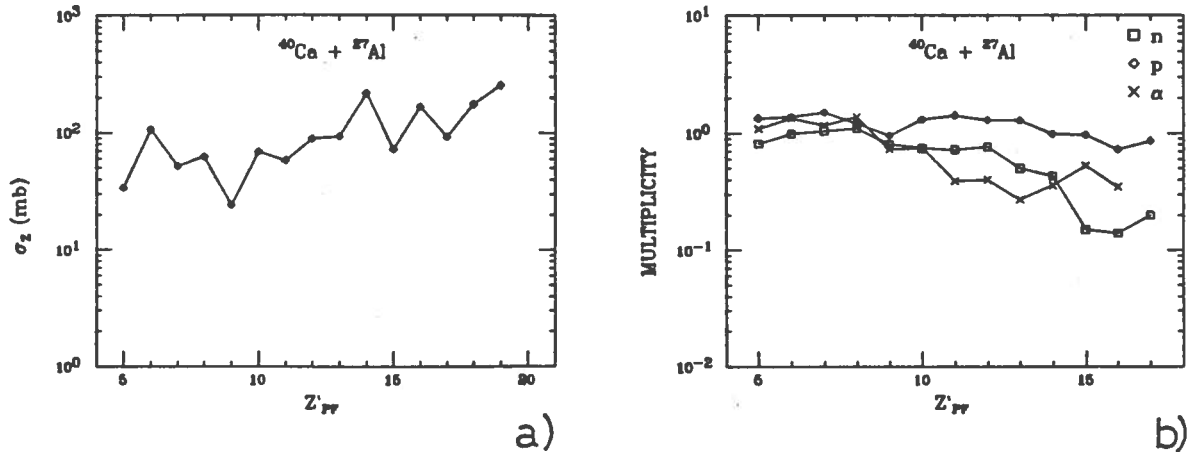 10³
10²
10¹
10⁰
σ_Z (mb)
⁴⁰Ca + ²⁷Al
5 10 15 20
Z'_PF
a)
10¹
10⁰
10⁻¹
10⁻²
MULTIPLICITY
⁴⁰Ca + ²⁷Al
n
p
α
5 10 15
Z'_PF
b)